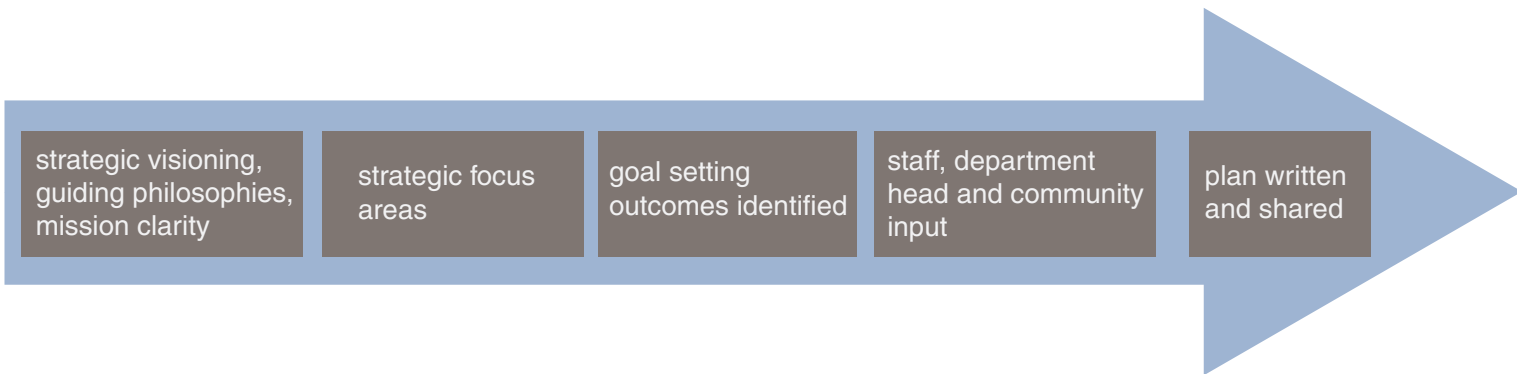 strategic visioning,
guiding philosophies,
mission clarity
strategic focus
areas
goal setting
outcomes identified
staff, department
head and community
input
plan written
and shared